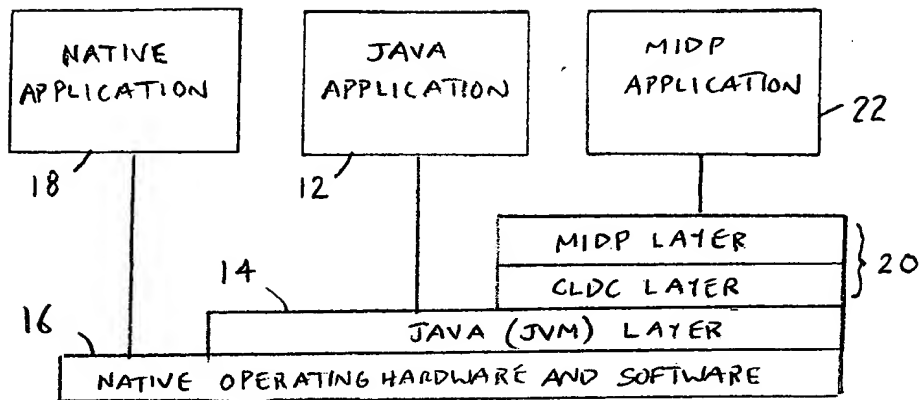 NATIVE
APPLICATION
JAVA
APPLICATION
MIDP
APPLICATION
22
18
12
MIDP LAYER
CLDC LAYER
20
14
JAVA (JVM) LAYER
16
NATIVE OPERATING HARDWARE AND SOFTWARE